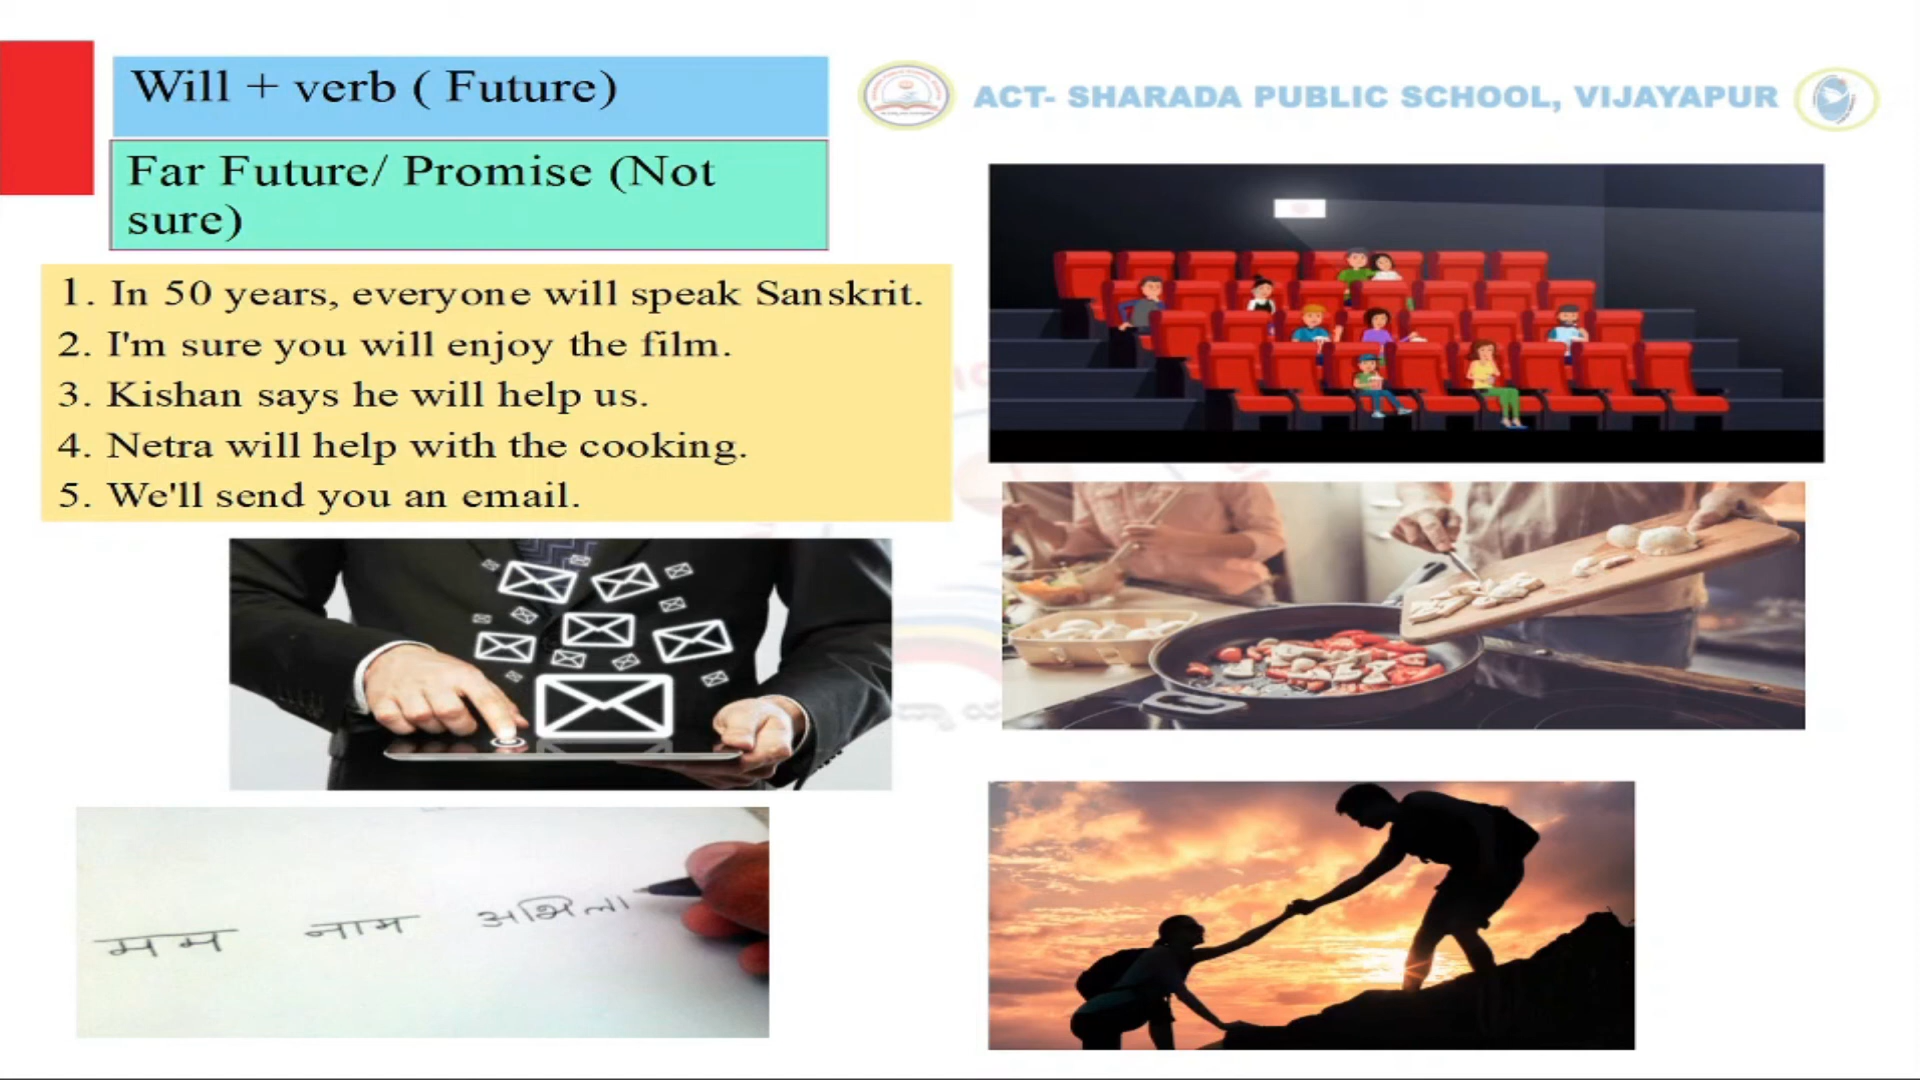 Will + verb ( Future)
ACT- SHARADA PUBLIC SCHOOL, VIJAYAPUR
Far Future/ Promise (Not
sure)
1. In 50 years, everyone will speak Sanskrit.
2. I'm sure you will enjoy the film.
3. Kishan says he will help us.
4. Netra will help with the cooking.
5. We'll send you an email.
मम नाम अभिला